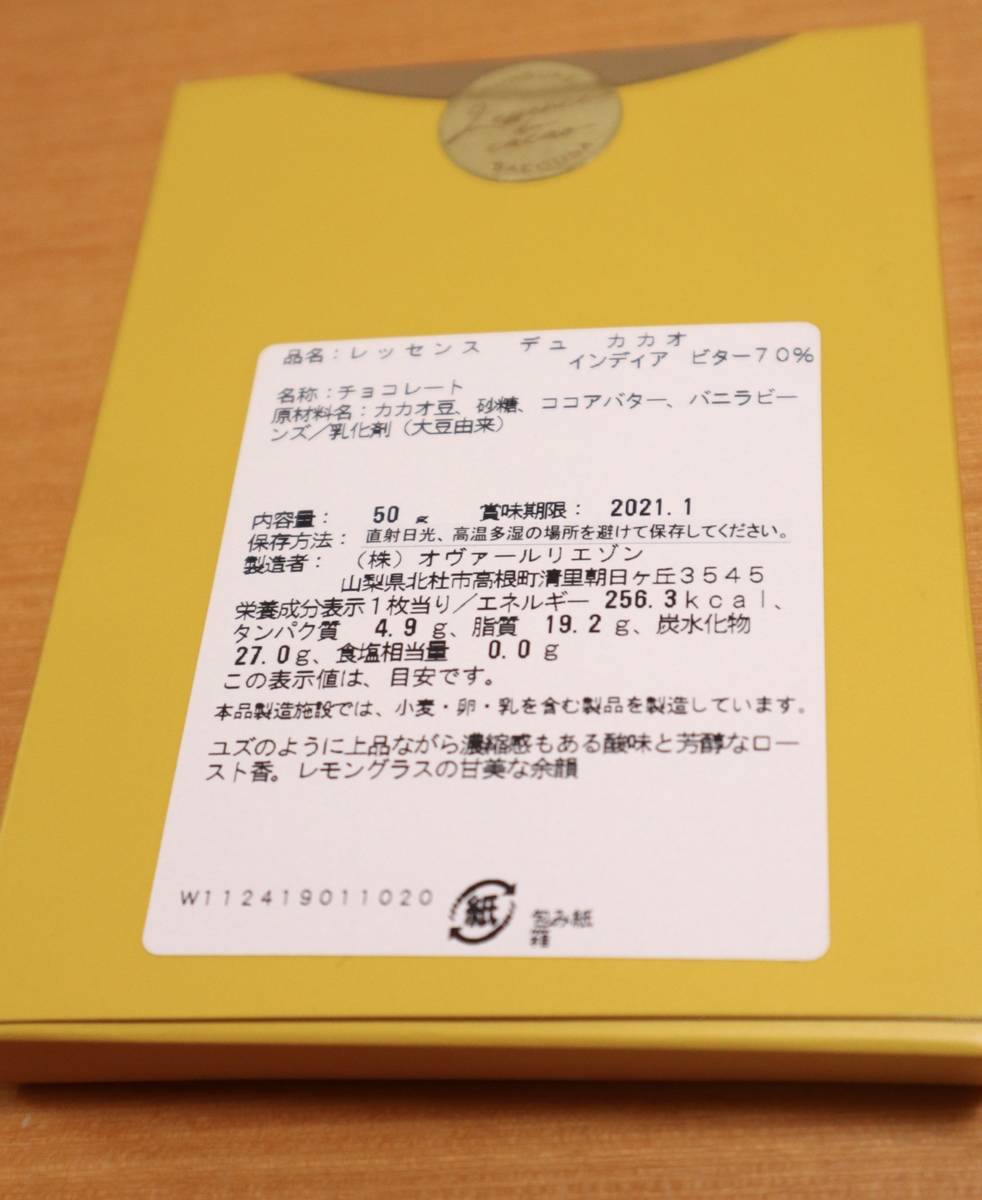 cacao
品名：レッセンス デュ カカオ
インディア ビター７０％
名称：チョコレート
原材料名：カカオ豆、砂糖、ココアバター、バニラビー
ンズ／乳化剤（大豆由来）
内容量： 50 g 賞味期限： 2021.1
保存方法： 直射日光、高温多湿の場所を避けて保存してください。
製造者： （株）オヴァールリエゾン
山梨県北杜市高根町清里朝日ヶ丘３５４５
栄養成分表示１枚当り／エネルギー 256.3ｋｃａｌ、
タンパク質 4.9 ｇ、脂質 19.2 ｇ、炭水化物
27.0ｇ、食塩相当量 0.0 ｇ
この表示値は、目安です。
本品製造施設では、小麦・卵・乳を含む製品を製造しています。
ユズのように上品ながら濃縮感もある酸味と芳醇なロー
スト香。レモングラスの甘美な余韻
W112419011020
紙
包み紙
箱